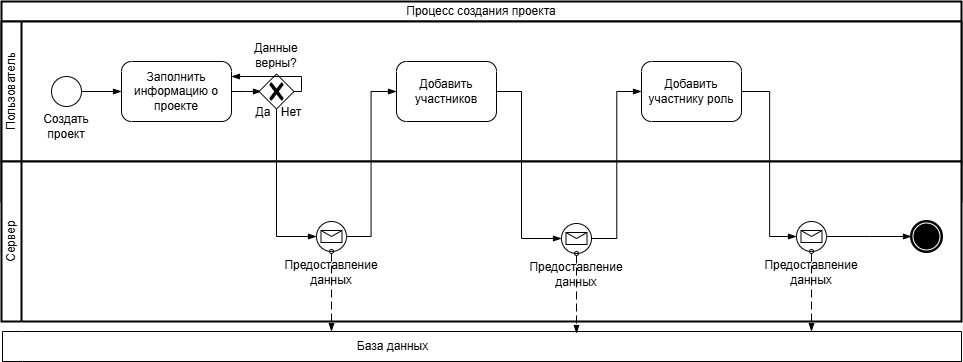 Процесс создания проекта
Пользователь
Создать
проект
Заполнить
информацию о
проекте
Данные
верны?
Да
Нет
Добавить
участников
Добавить
участнику роль
Сервер
Предоставление
данных
Предоставление
данных
Предоставление
данных
База данных